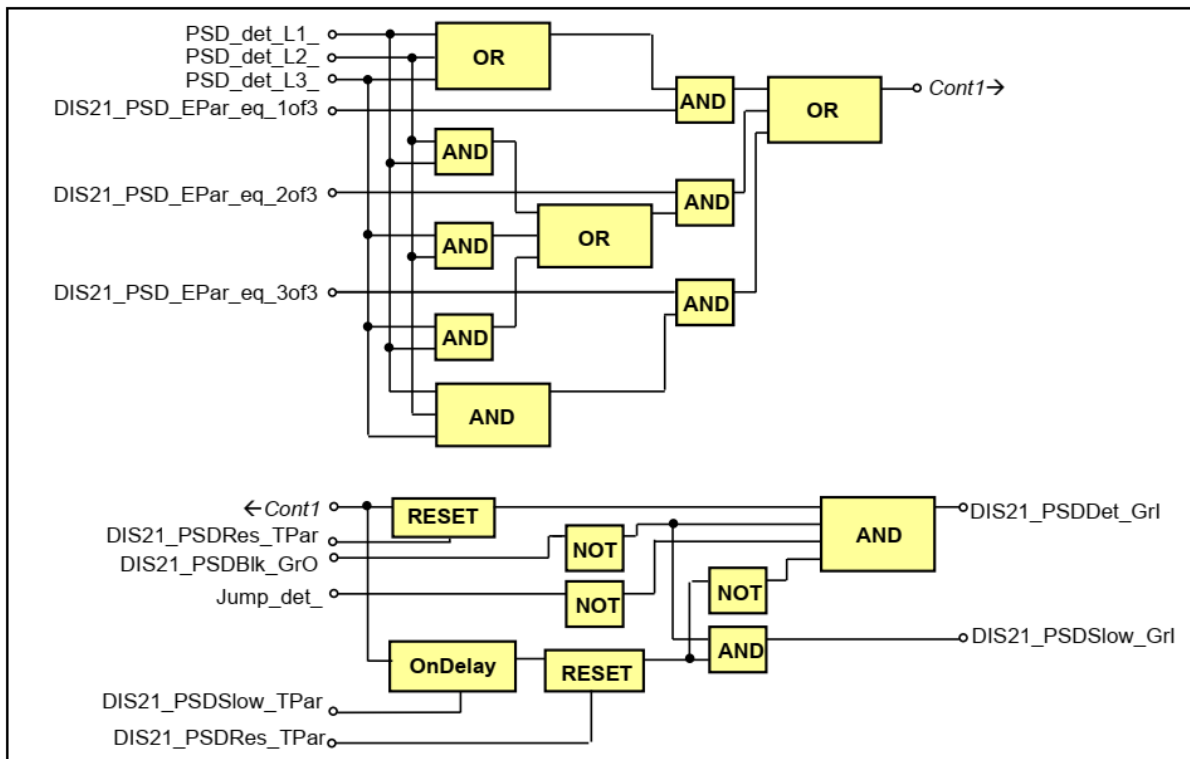 PSD_det_L1_
PSD_det_L2_
PSD_det_L3_
OR
DIS21_PSD_EPar_eq_1of3
AND
OR
Cont1→
AND
DIS21_PSD_EPar_eq_2of3
AND
AND
OR
DIS21_PSD_EPar_eq_3of3
AND
AND
AND
←Cont1
RESET
AND
DIS21_PSDDet_GrI
DIS21_PSDRes_TPar
DIS21_PSDBlk_GrO
NOT
Jump_det_
NOT
NOT
AND
DIS21_PSDSlow_GrI
OnDelay
RESET
DIS21_PSDSlow_TPar
DIS21_PSDRes_TPar